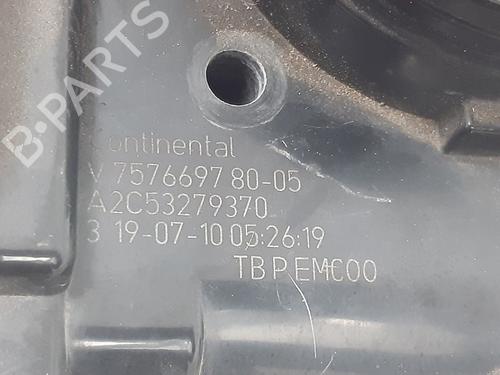 B-PARTS
Continental
V 7576697 80-05
A2C53279370
3 19-07-10 05:26:19
TBPEMC00